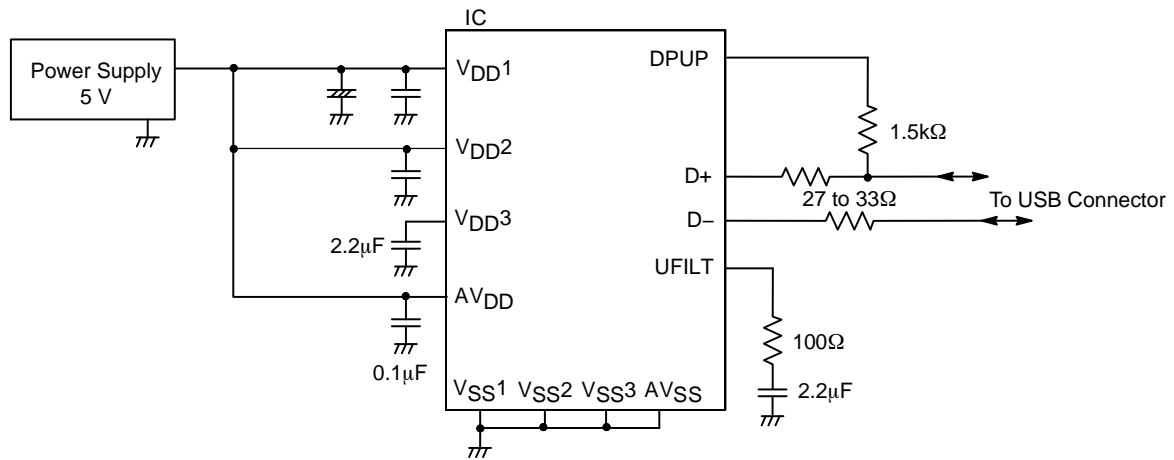 IC
Power Supply
5 V
VDD1
VDD2
VDD3
2.2μF
AVDD
0.1μF
VSS1 VSS2 VSS3 AVSS
DPUP
1.5kΩ
D+
27 to 33Ω
To USB Connector
D–
UFILT
100Ω
2.2μF